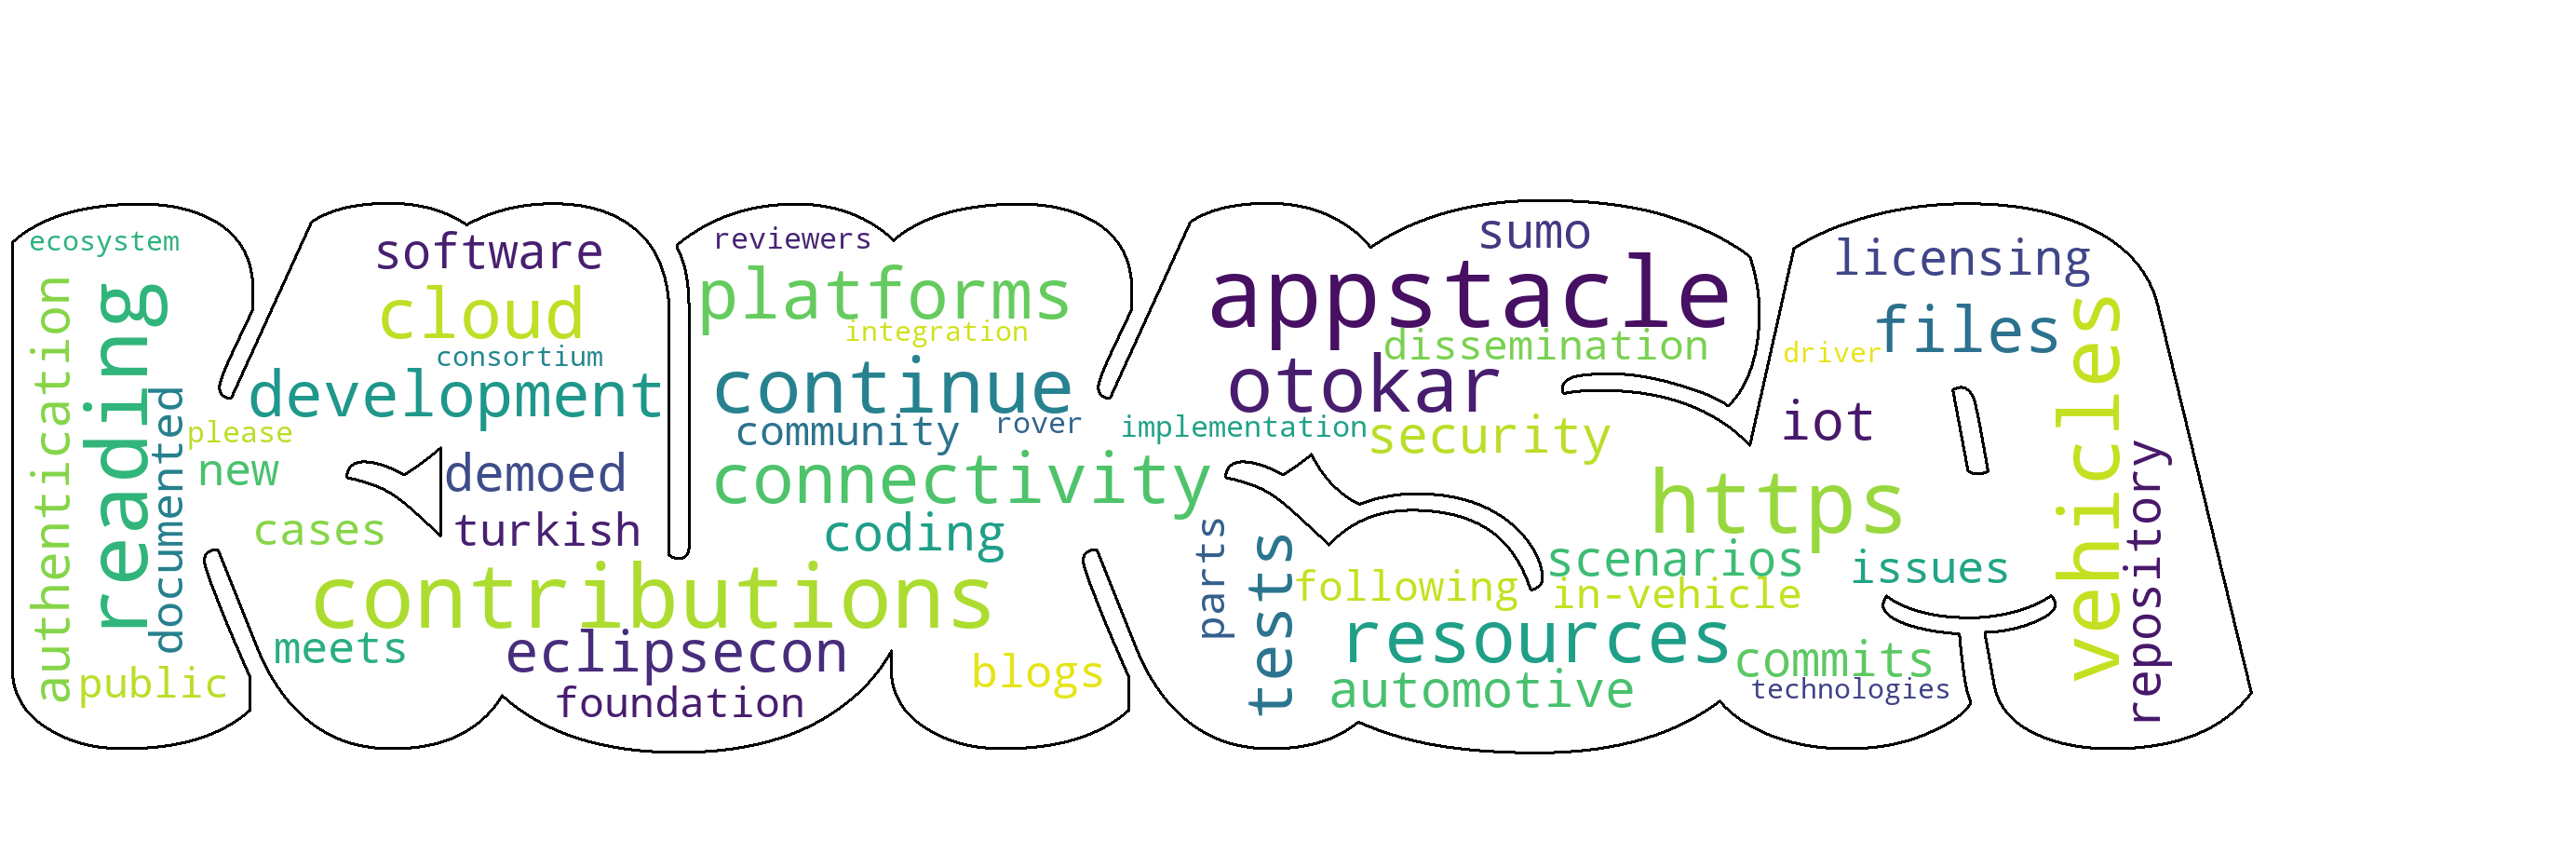 ecosystem
authentication
reading
documented
please
new
cases
public
meets
software
cloud
consortium
development
demoed
turkish
contributions
eclipsecon
foundation
reviewers
platforms
integration
continue
community
rover
connectivity
coding
blogs
implementation
sumo
appstacle
dissemination
otokar
security
parts
tests
following
resources
automotive
licensing
files
driver
iot
https
scenarios
in-vehicle
issues
commits
technologies
vehicles
repository